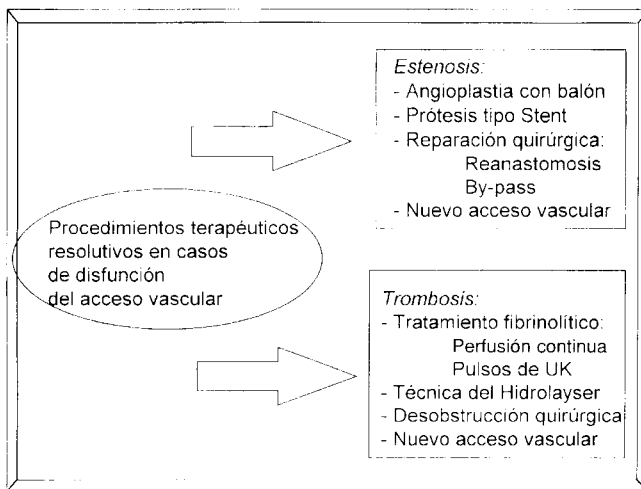 Estenosis:
- Angioplastia con balón
- Prótesis tipo Stent
- Reparación quirúrgica:
Reanastomosis
By-pass
- Nuevo acceso vascular
Procedimientos terapéuticos
resolutivos en casos
de disfunción
del acceso vascular
Trombosis:
- Tratamiento fibrinolítico:
Perfusión continua
Pulsos de UK
- Técnica del Hidrolayser
- Desobstrucción quirúrgica
- Nuevo acceso vascular